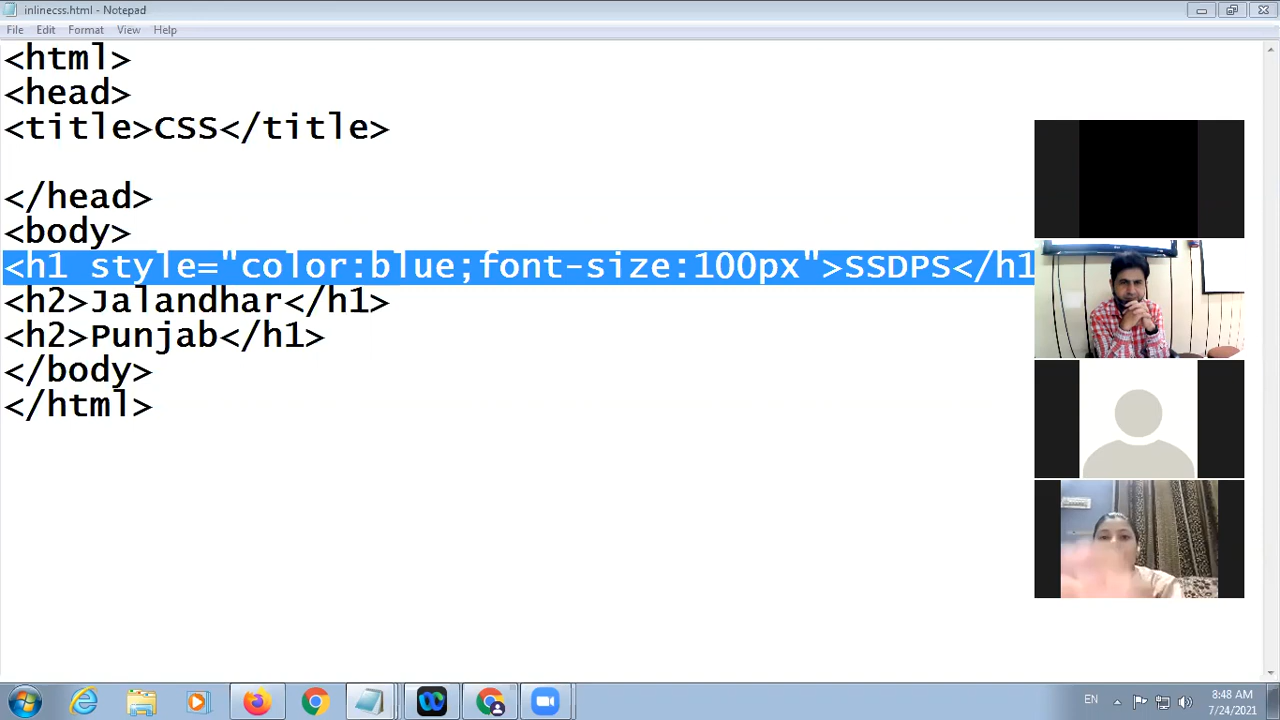 inlinecss.html - Notepad
File Edit Format View Help
<html>
<head>
<title>CSS</title>
</head>
<body>
<h1 style="color:blue;font-size:100px">SSDPS</h1
<h2>Jalandhar</h1>
<h2>Punjab</h1>
</body>
</html>
EN
8:48 AM
7/24/2021